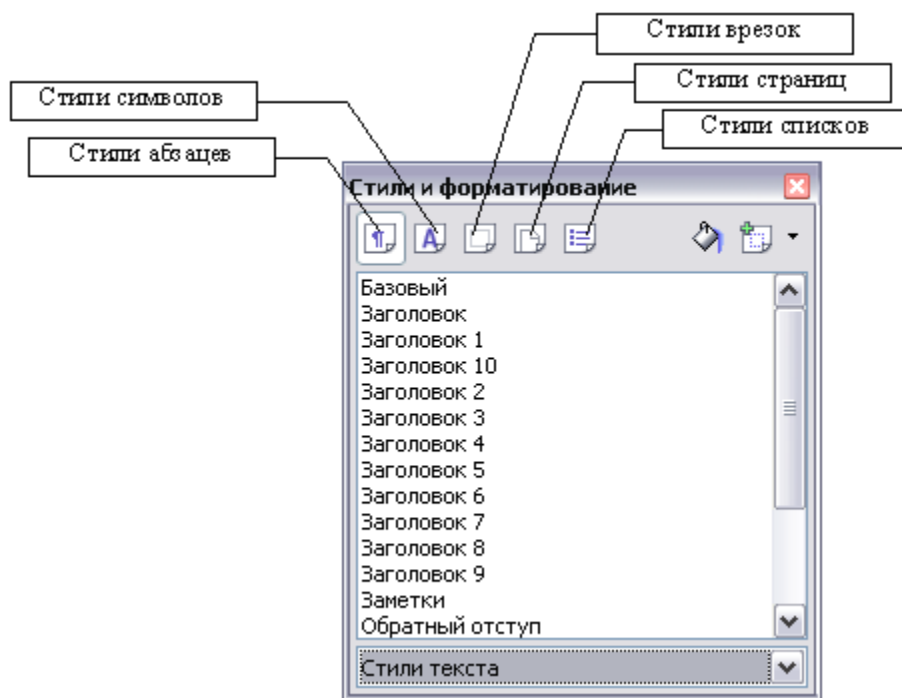 Стили врезок
Стили страниц
Стили символов
Стили списков
Стили абзацев
Стили и форматирование
Базовый
Заголовок
Заголовок 1
Заголовок 10
Заголовок 2
Заголовок 3
Заголовок 4
Заголовок 5
Заголовок 6
Заголовок 7
Заголовок 8
Заголовок 9
Заметки
Обратный отступ
Стили текста